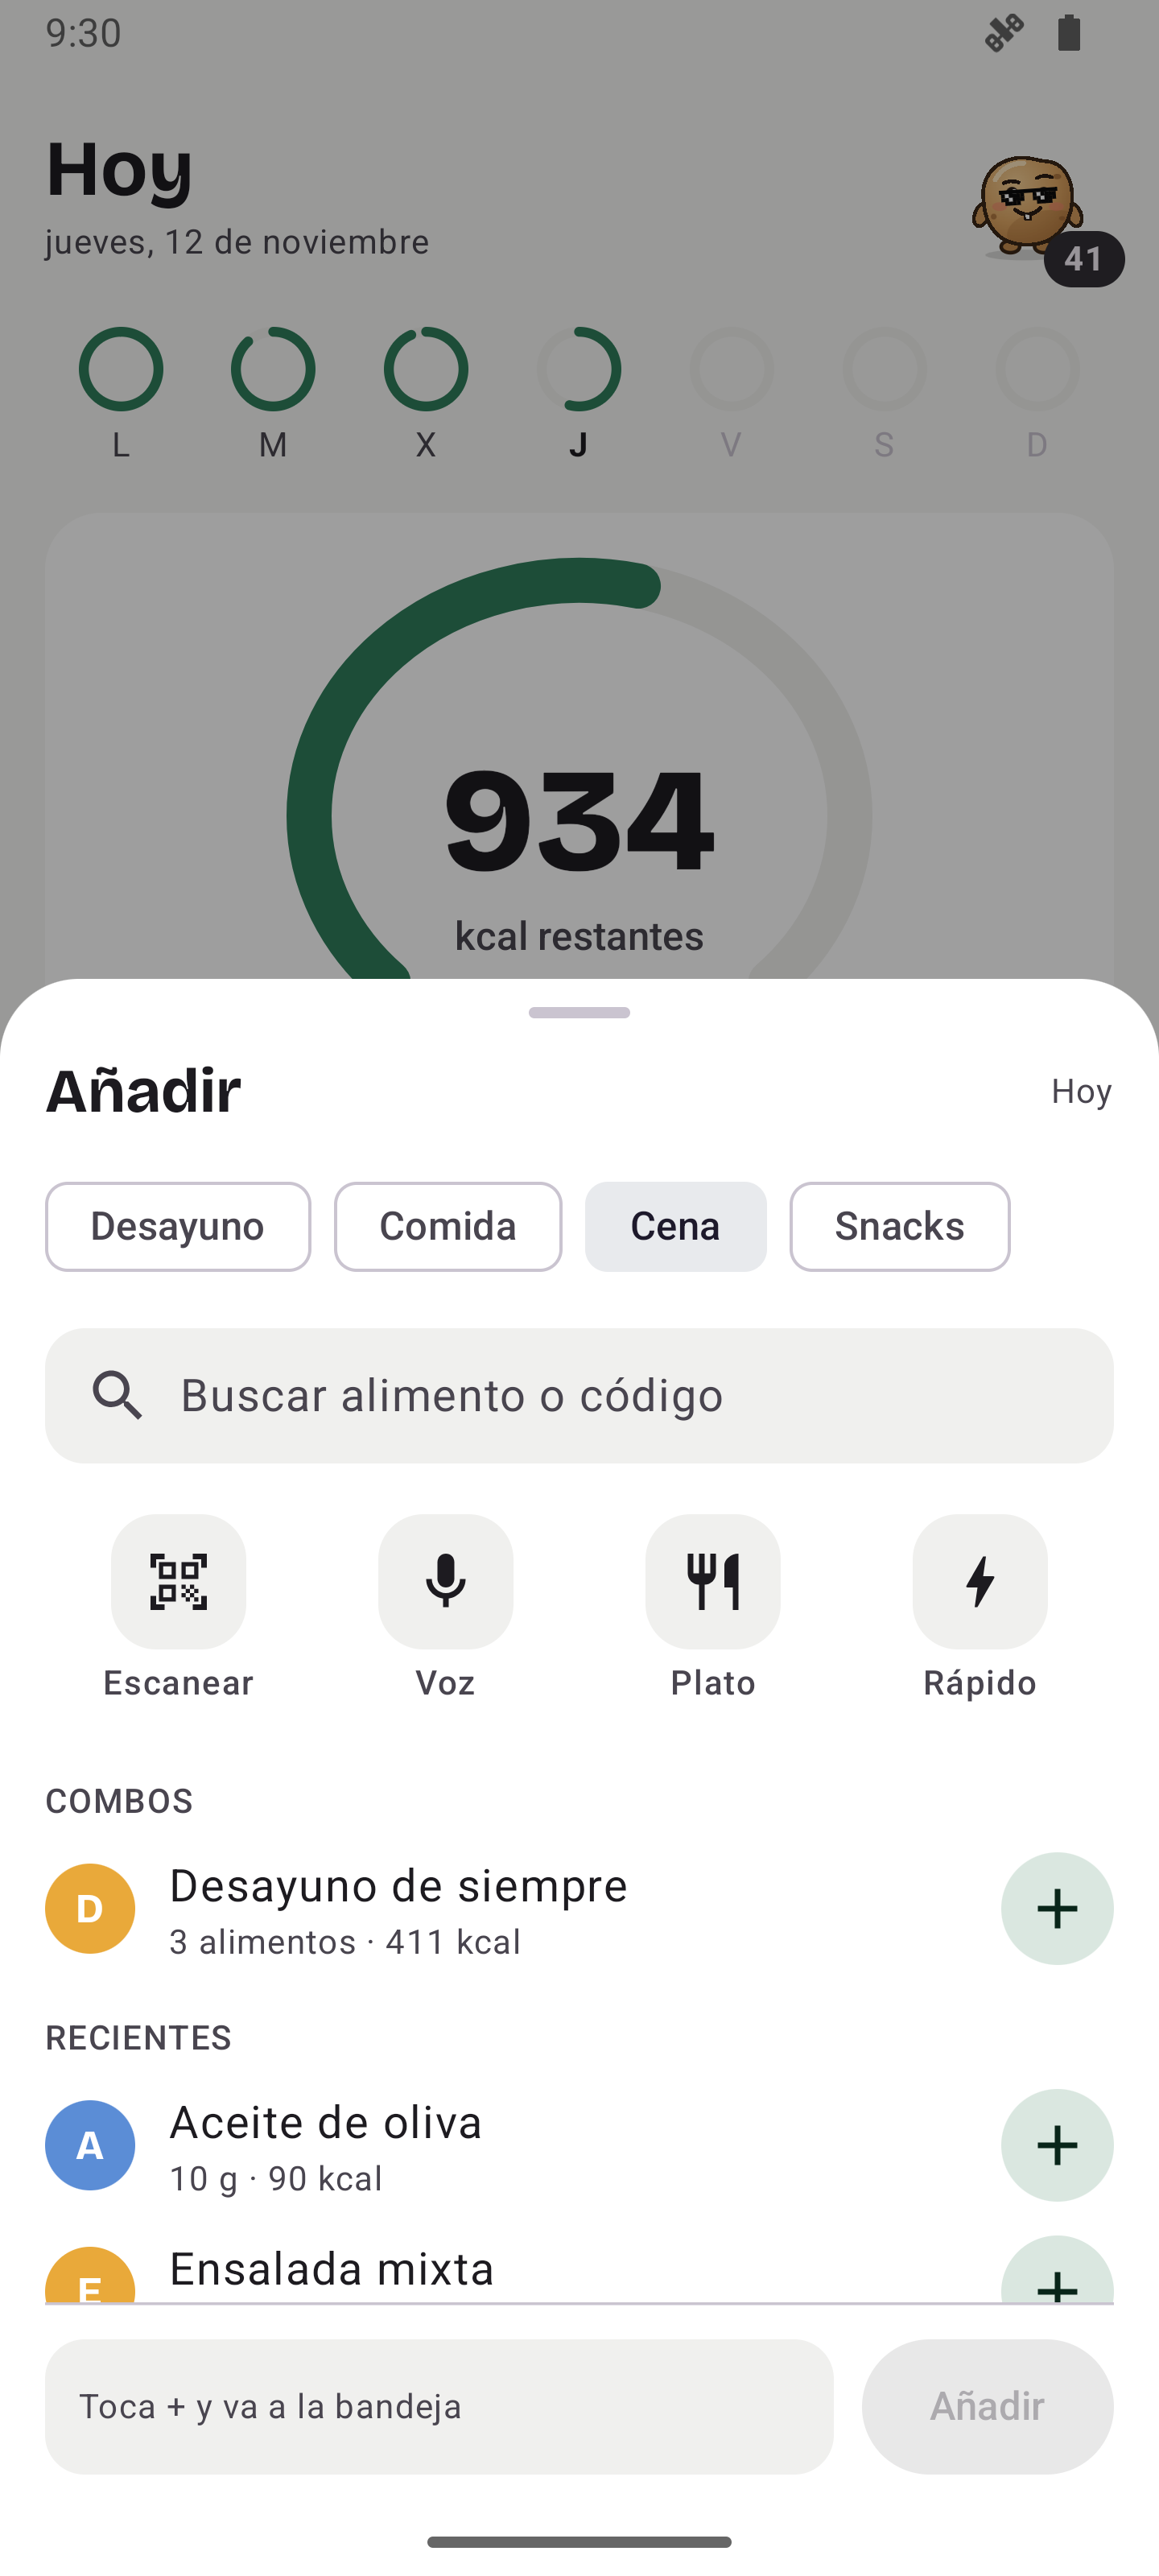 9:30
Hoy
jueves, 12 de noviembre
41
L M X J V S D
934
kcal restantes
Añadir
Hoy
Desayuno Comida Cena Snacks
Buscar alimento o código
Escanear Voz Plato Rápido
COMBOS
D
Desayuno de siempre
3 alimentos · 411 kcal
RECIENTES
A
Aceite de oliva
10 g · 90 kcal
E
Ensalada mixta
Toca + y va a la bandeja
Añadir